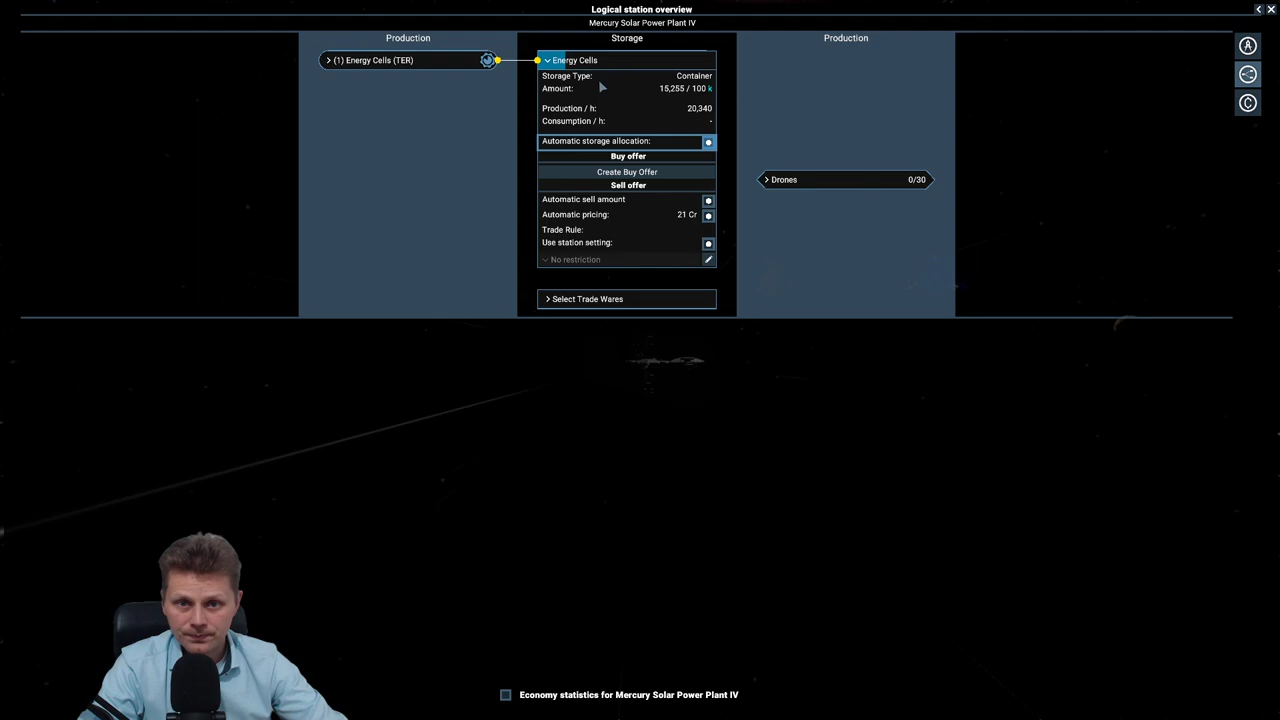 Logical station overview
Mercury Solar Power Plant IV
Production
Storage
Production
(1) Energy Cells (TER)
Energy Cells
Storage Type: Container
Amount: 15,255 / 100 k
Production / h: 20,340
Consumption / h: -
Automatic storage allocation:
Buy offer
Create Buy Offer
Sell offer
Automatic sell amount
Automatic pricing: 21 Cr
Trade Rule:
Use station setting:
No restriction
Select Trade Wares
Drones 0/30
Economy statistics for Mercury Solar Power Plant IV